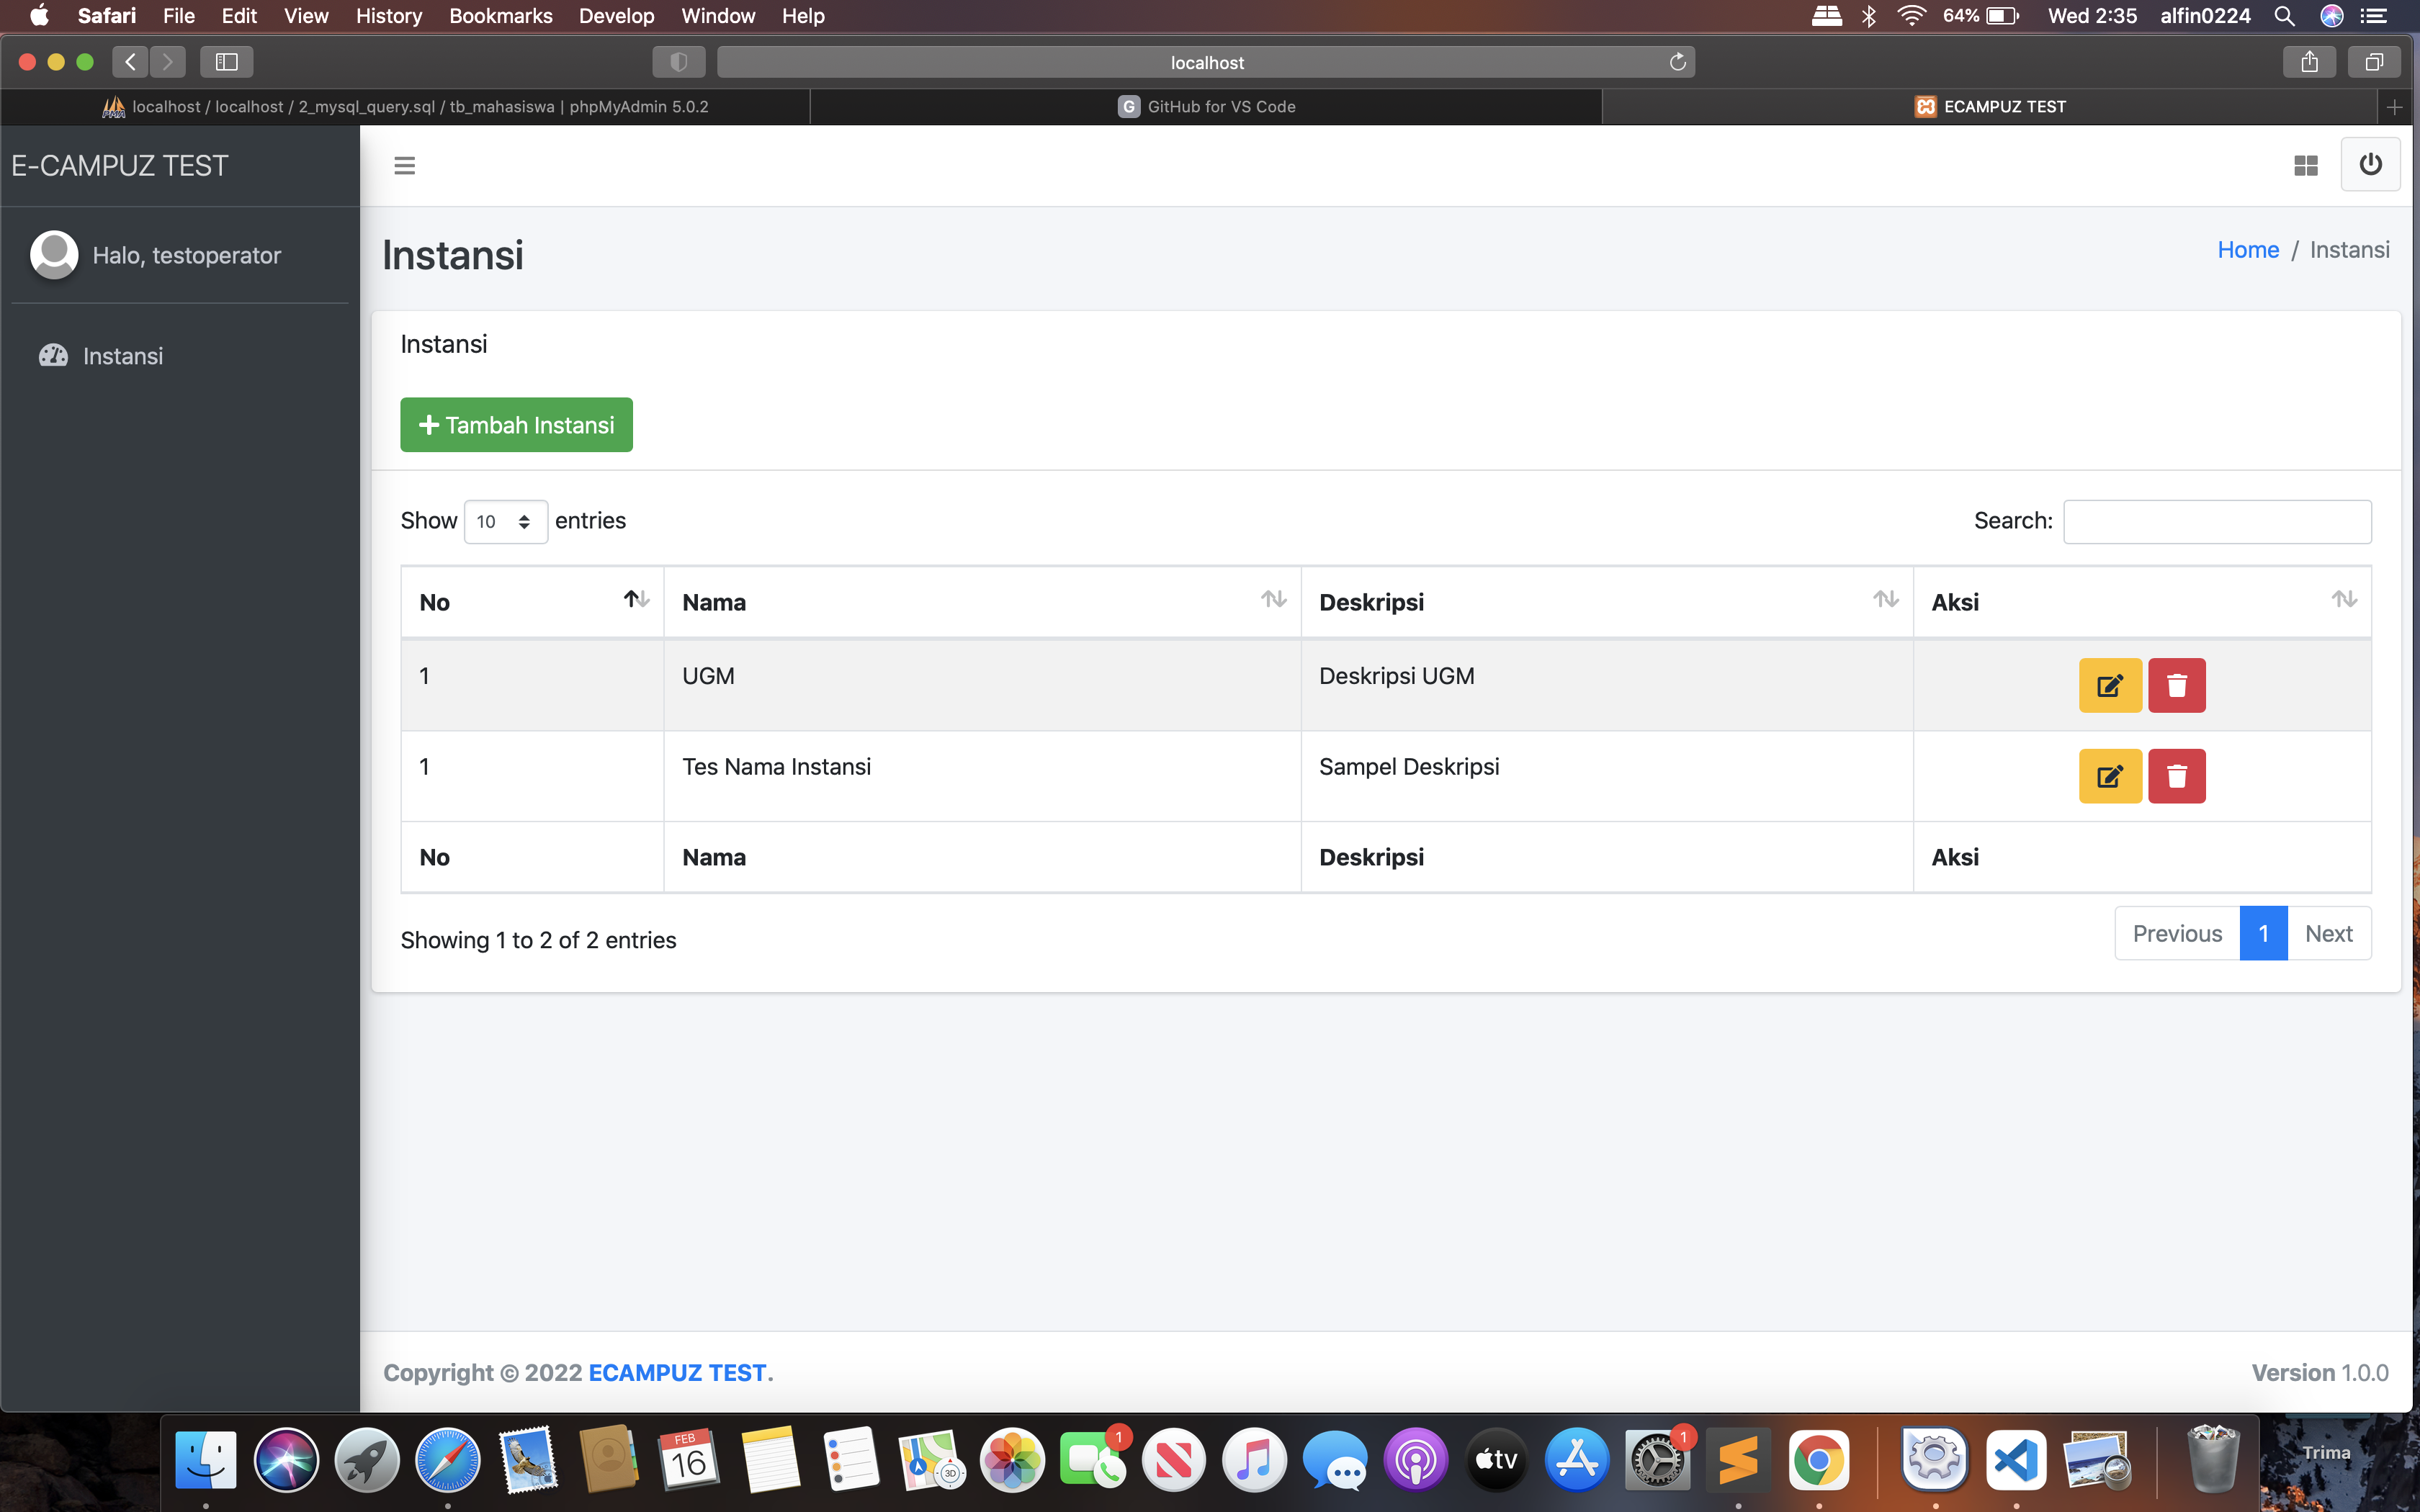 Safari File Edit View History Bookmarks Develop Window Help 64% Wed 2:35 alfin0224
localhost
localhost / localhost / 2_mysql_query.sql / tb_mahasiswa | phpMyAdmin 5.0.2 G GitHub for VS Code ECAMPUZ TEST
E-CAMPUZ TEST
Halo, testoperator
Instansi
Instansi
Home / Instansi
Instansi
Tambah Instansi
Show 10 entries Search:
No Nama Deskripsi Aksi
1 UGM Deskripsi UGM
1 Tes Nama Instansi Sampel Deskripsi
No Nama Deskripsi Aksi
Showing 1 to 2 of 2 entries Previous 1 Next
Copyright © 2022 ECAMPUZ TEST. Version 1.0.0
FEB
16
3D
1
tv
1
Trima